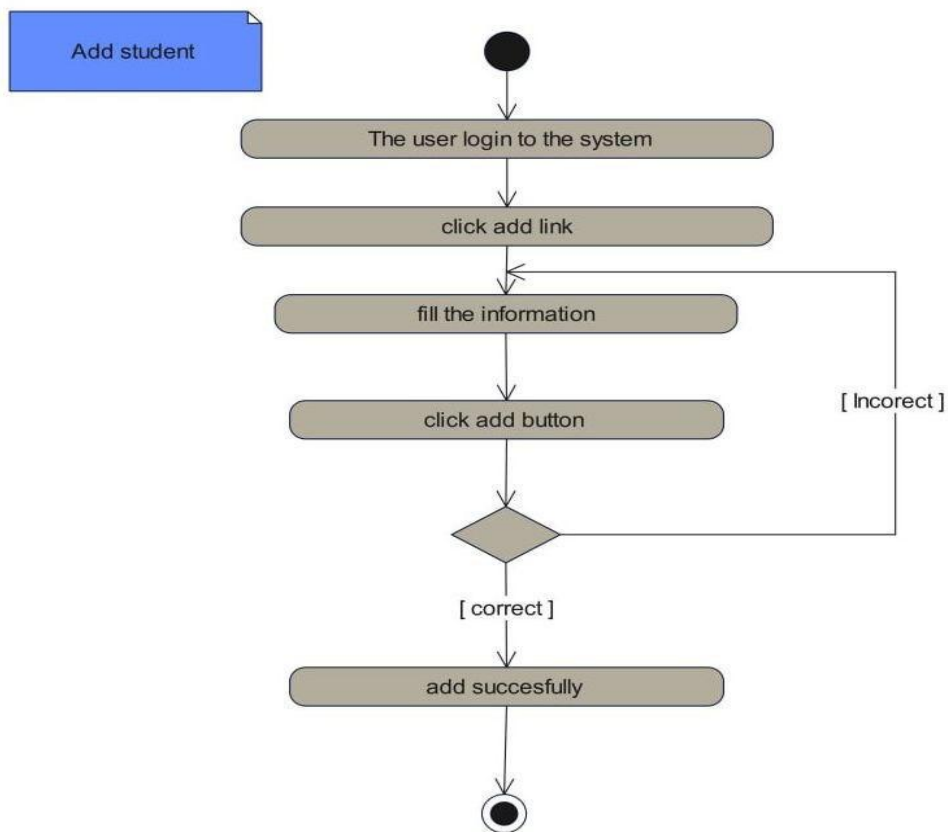 Add student
The user login to the system
click add link
fill the information
click add button
[ Incorect ]
[ correct ]
add succesfully